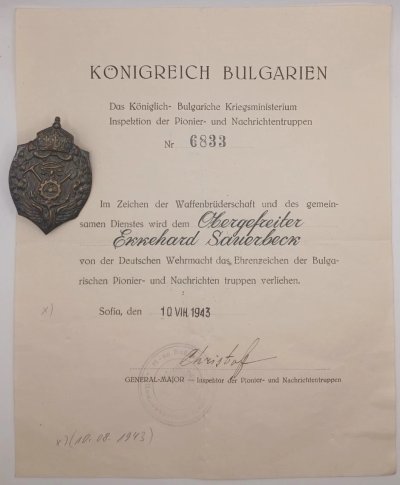 KÖNIGREICH BULGARIEN
Das Königlich- Bulgariche Kriegsministerium
Inspektion der Pionier- und Nachrichtentruppen
Nr 6833
Im Zeichen der Waffenbrüderschaft und des gemein-
samen Dienstes wird dem Obergefreiter
Ekkehard Sauerbeck
von der Deutschen Wehrmacht das Ehrenzeichen der Bulga-
rischen Pionier- und Nachrichten truppen verliehen.
x) Sofia, den 10 VIII. 1943
Christof
GENERAL-MAJOR — Inspektor der Pionier- und Nachrichtentruppen
x) (10. 08. 1943)